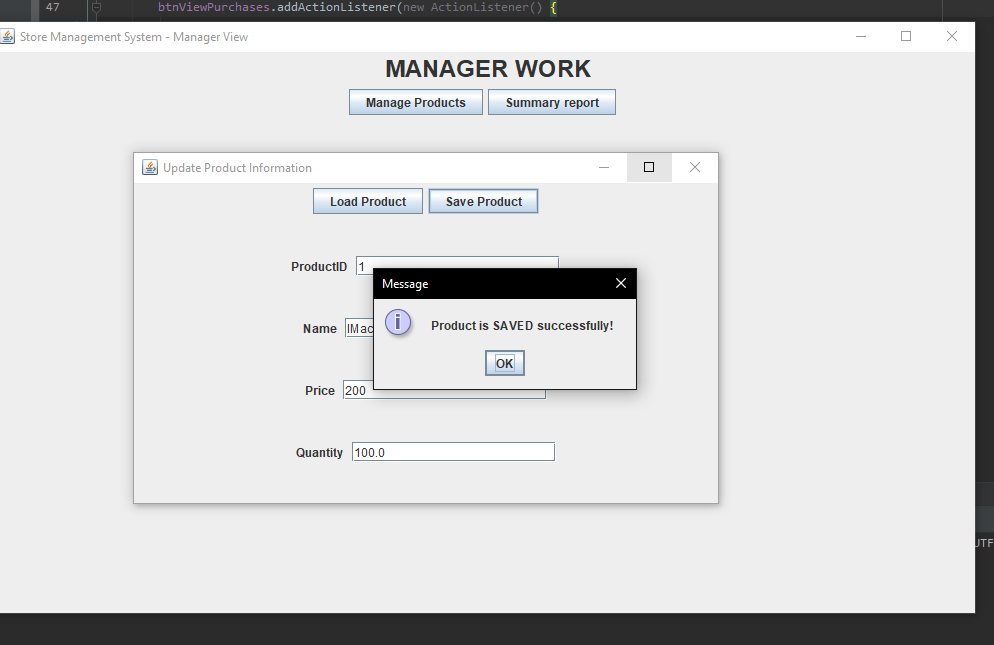 47 btnViewPurchases.addActionListener(new ActionListener() {
Store Management System - Manager View
MANAGER WORK
Manage Products Summary report
Update Product Information
Load Product Save Product
ProductID 1
Message
Product is SAVED successfully!
Name IMac
OK
Price 200
Quantity 100.0
UTF